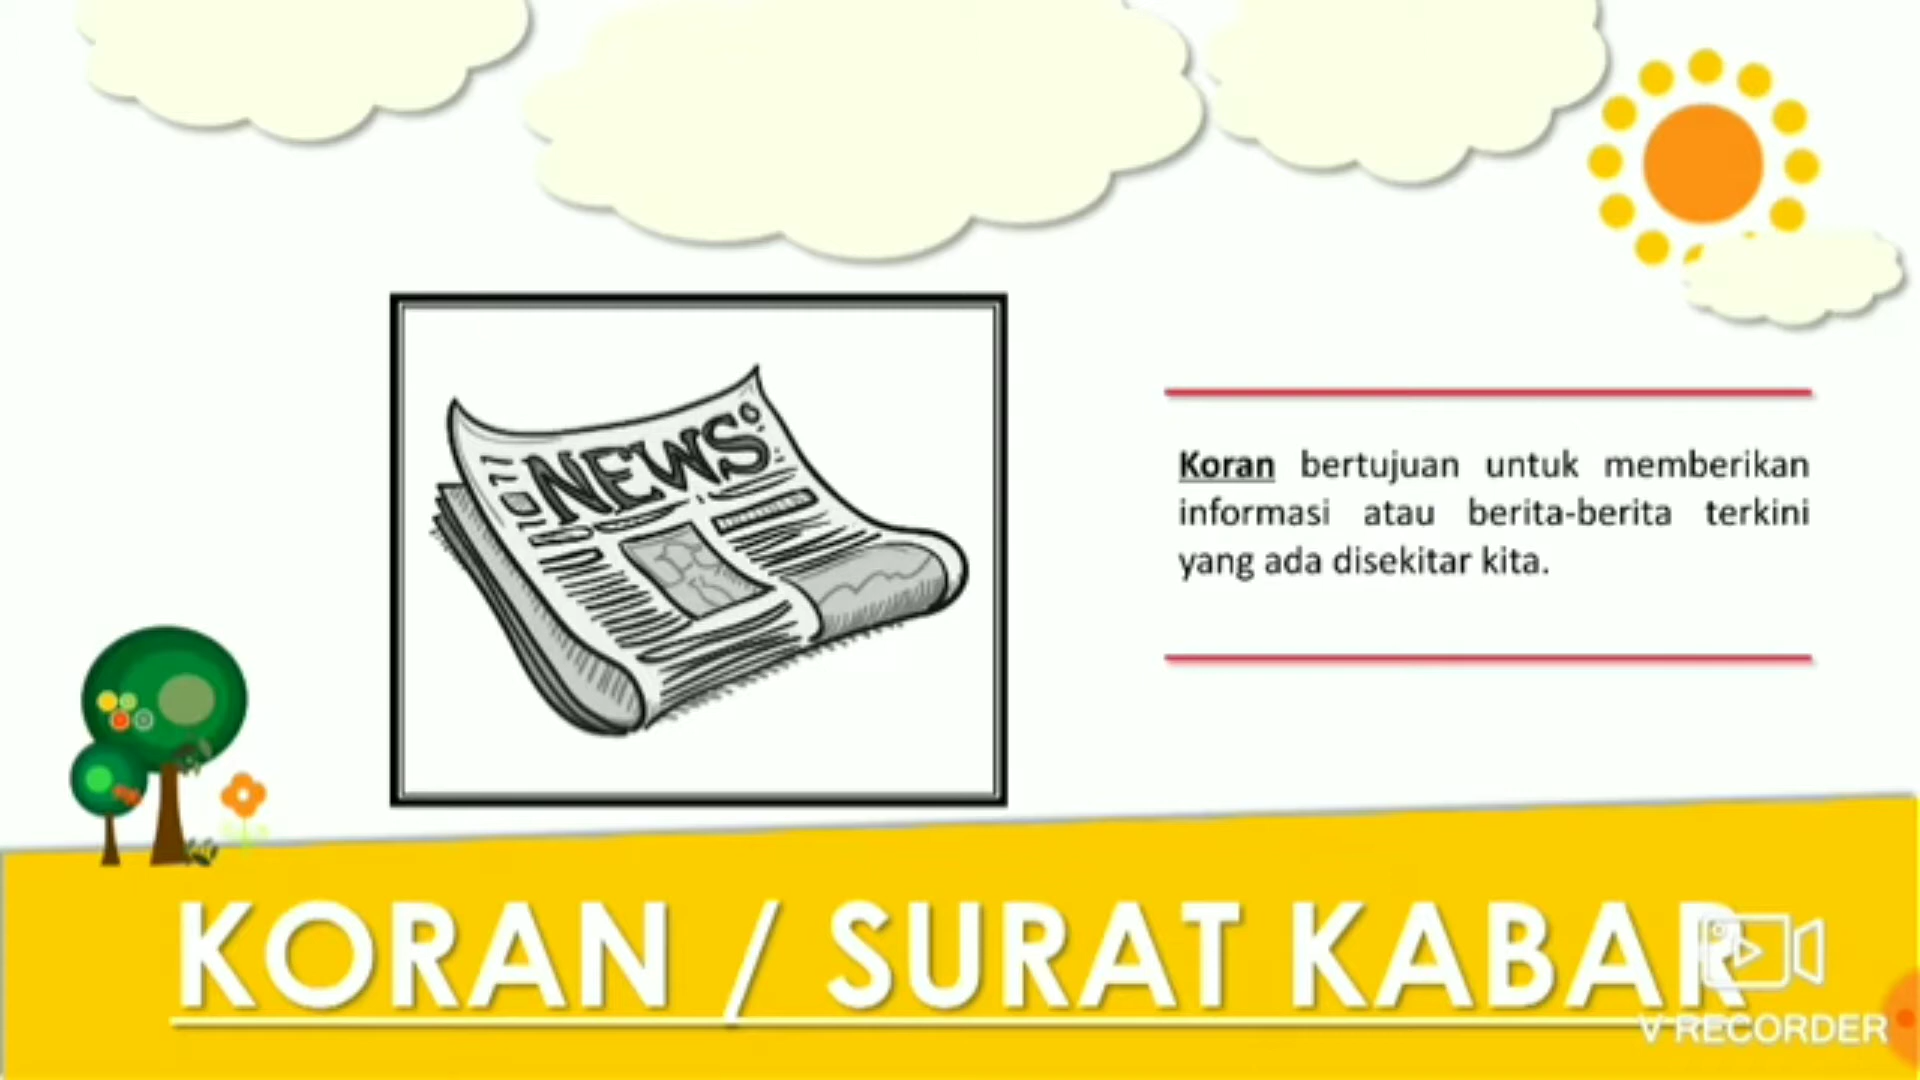 NEWS
Koran bertujuan untuk memberikan
informasi atau berita-berita terkini
yang ada disekitar kita.
KORAN / SURAT KABAR
V RECORDER